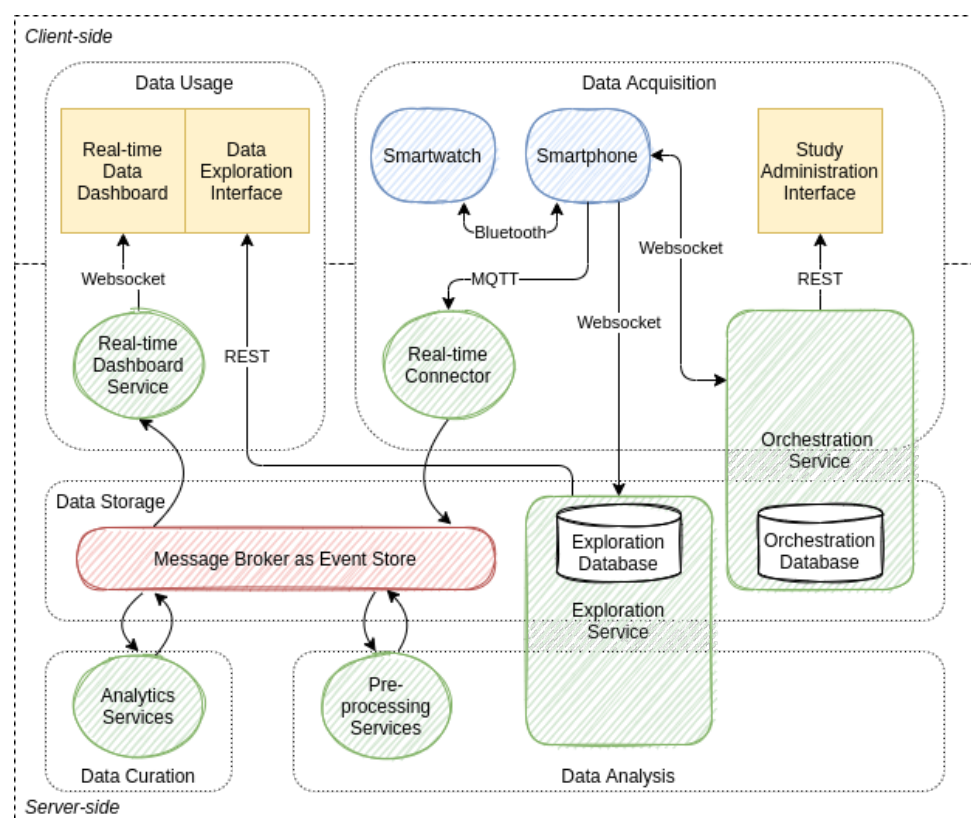 Client-side
Data Usage
Data Acquisition
Real-time
Data
Dashboard
Data
Exploration
Interface
Smartwatch
Smartphone
Study
Administration
Interface
Bluetooth
Websocket
Websocket
MQTT
REST
Websocket
Real-time
Dashboard
Service
REST
Real-time
Connector
Orchestration
Service
Data Storage
Message Broker as Event Store
Exploration
Database
Orchestration
Database
Exploration
Service
Analytics
Services
Pre-
processing
Services
Data Curation
Data Analysis
Server-side